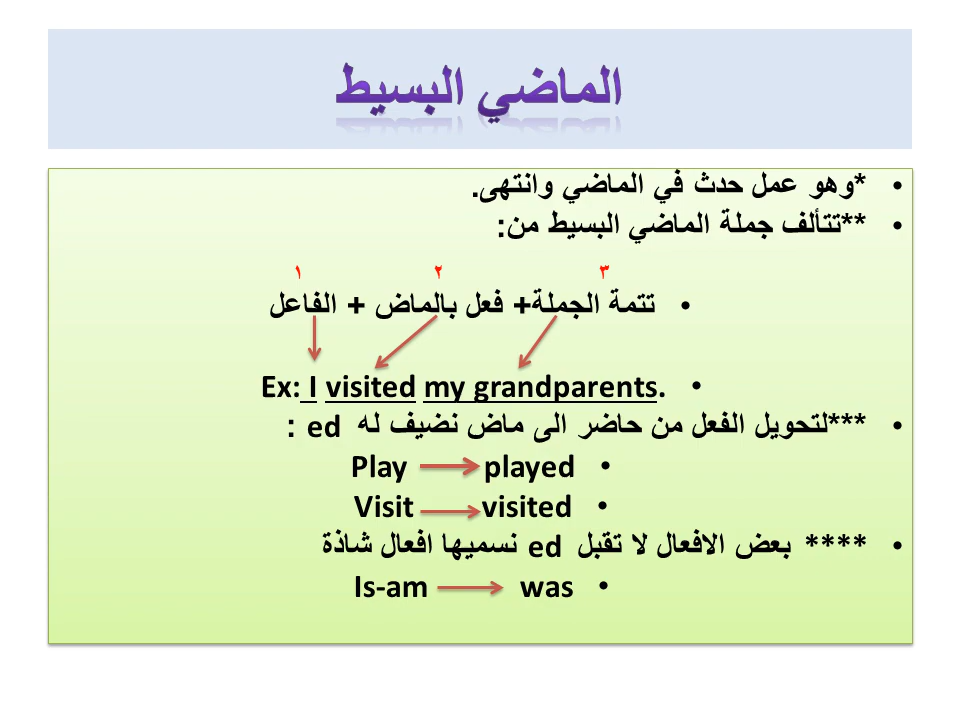 الماضي البسيط
• *وهو عمل حدث في الماضي وانتهى.
• **تتألف جملة الماضي البسيط من:
٣ ٢ ١
• تتمة الجملة+ فعل بالماض + الفاعل
• Ex: I visited my grandparents.
• ***لتحويل الفعل من حاضر الى ماض نضيف له ed :
• Play played
• Visit visited
• **** بعض الافعال لا تقبل ed نسميها افعال شاذة
• Is-am was